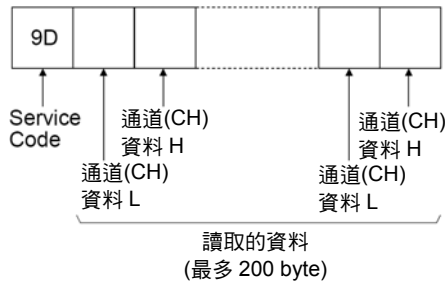 9D
Service
Code
通道(CH)
資料 L
通道(CH)
資料 H
通道(CH)
資料 L
通道(CH)
資料 H
讀取的資料
(最多 200 byte)